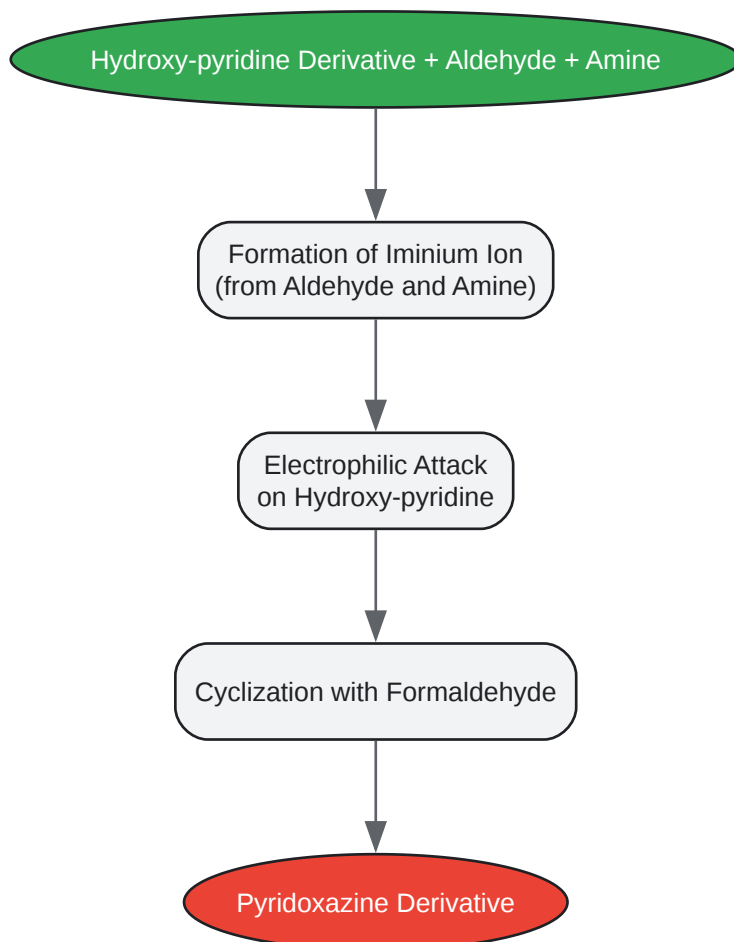 Hydroxy-pyridine Derivative + Aldehyde + Amine
Formation of Iminium Ion
(from Aldehyde and Amine)
Electrophilic Attack
on Hydroxy-pyridine
Cyclization with Formaldehyde
Pyridoxazine Derivative